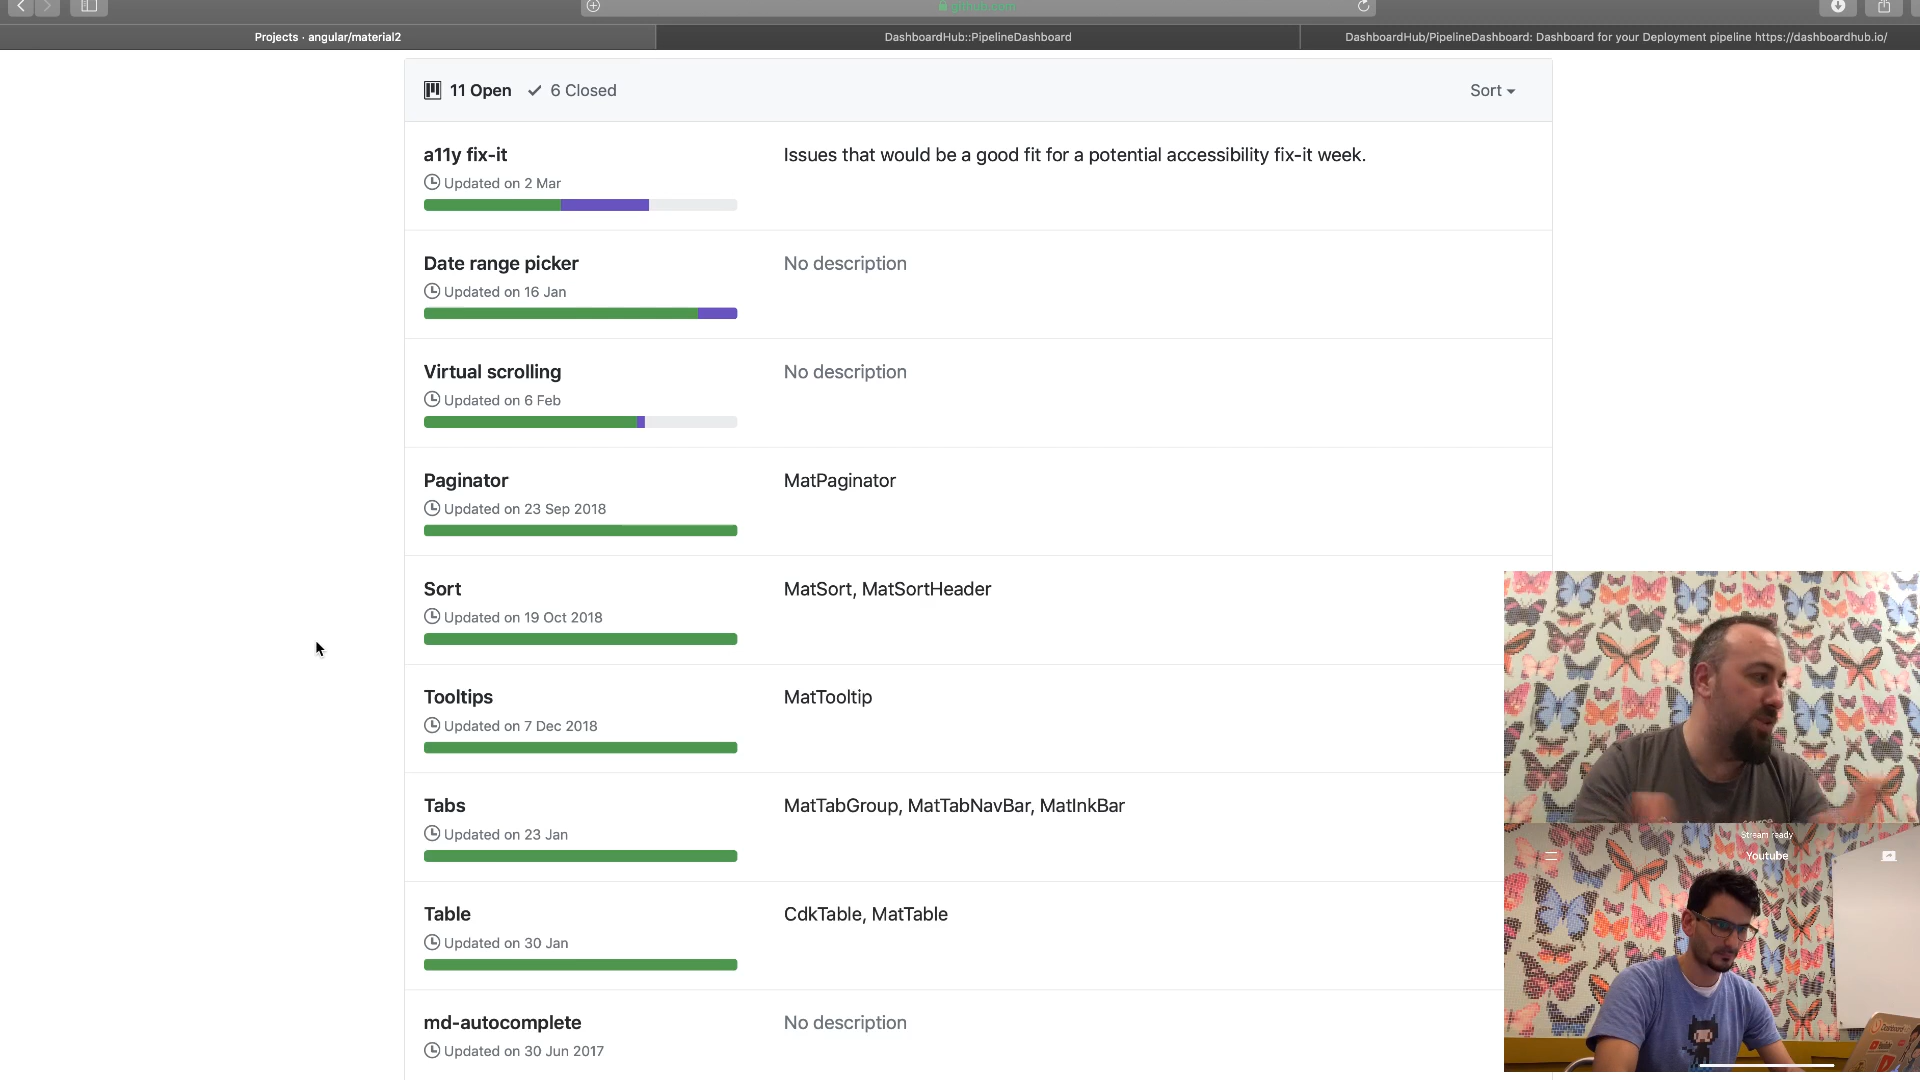 github.com
Projects · angular/material2
DashboardHub::PipelineDashboard
DashboardHub/PipelineDashboard: Dashboard for your Deployment pipeline https://dashboardhub.io/
11 Open
6 Closed
Sort
a11y fix-it
Issues that would be a good fit for a potential accessibility fix-it week.
Updated on 2 Mar
Date range picker
No description
Updated on 16 Jan
Virtual scrolling
No description
Updated on 6 Feb
Paginator
MatPaginator
Updated on 23 Sep 2018
Sort
MatSort, MatSortHeader
Updated on 19 Oct 2018
Tooltips
MatTooltip
Updated on 7 Dec 2018
Tabs
MatTabGroup, MatTabNavBar, MatInkBar
Updated on 23 Jan
Table
CdkTable, MatTable
Updated on 30 Jan
md-autocomplete
No description
Updated on 30 Jun 2017
Stream ready
Youtube